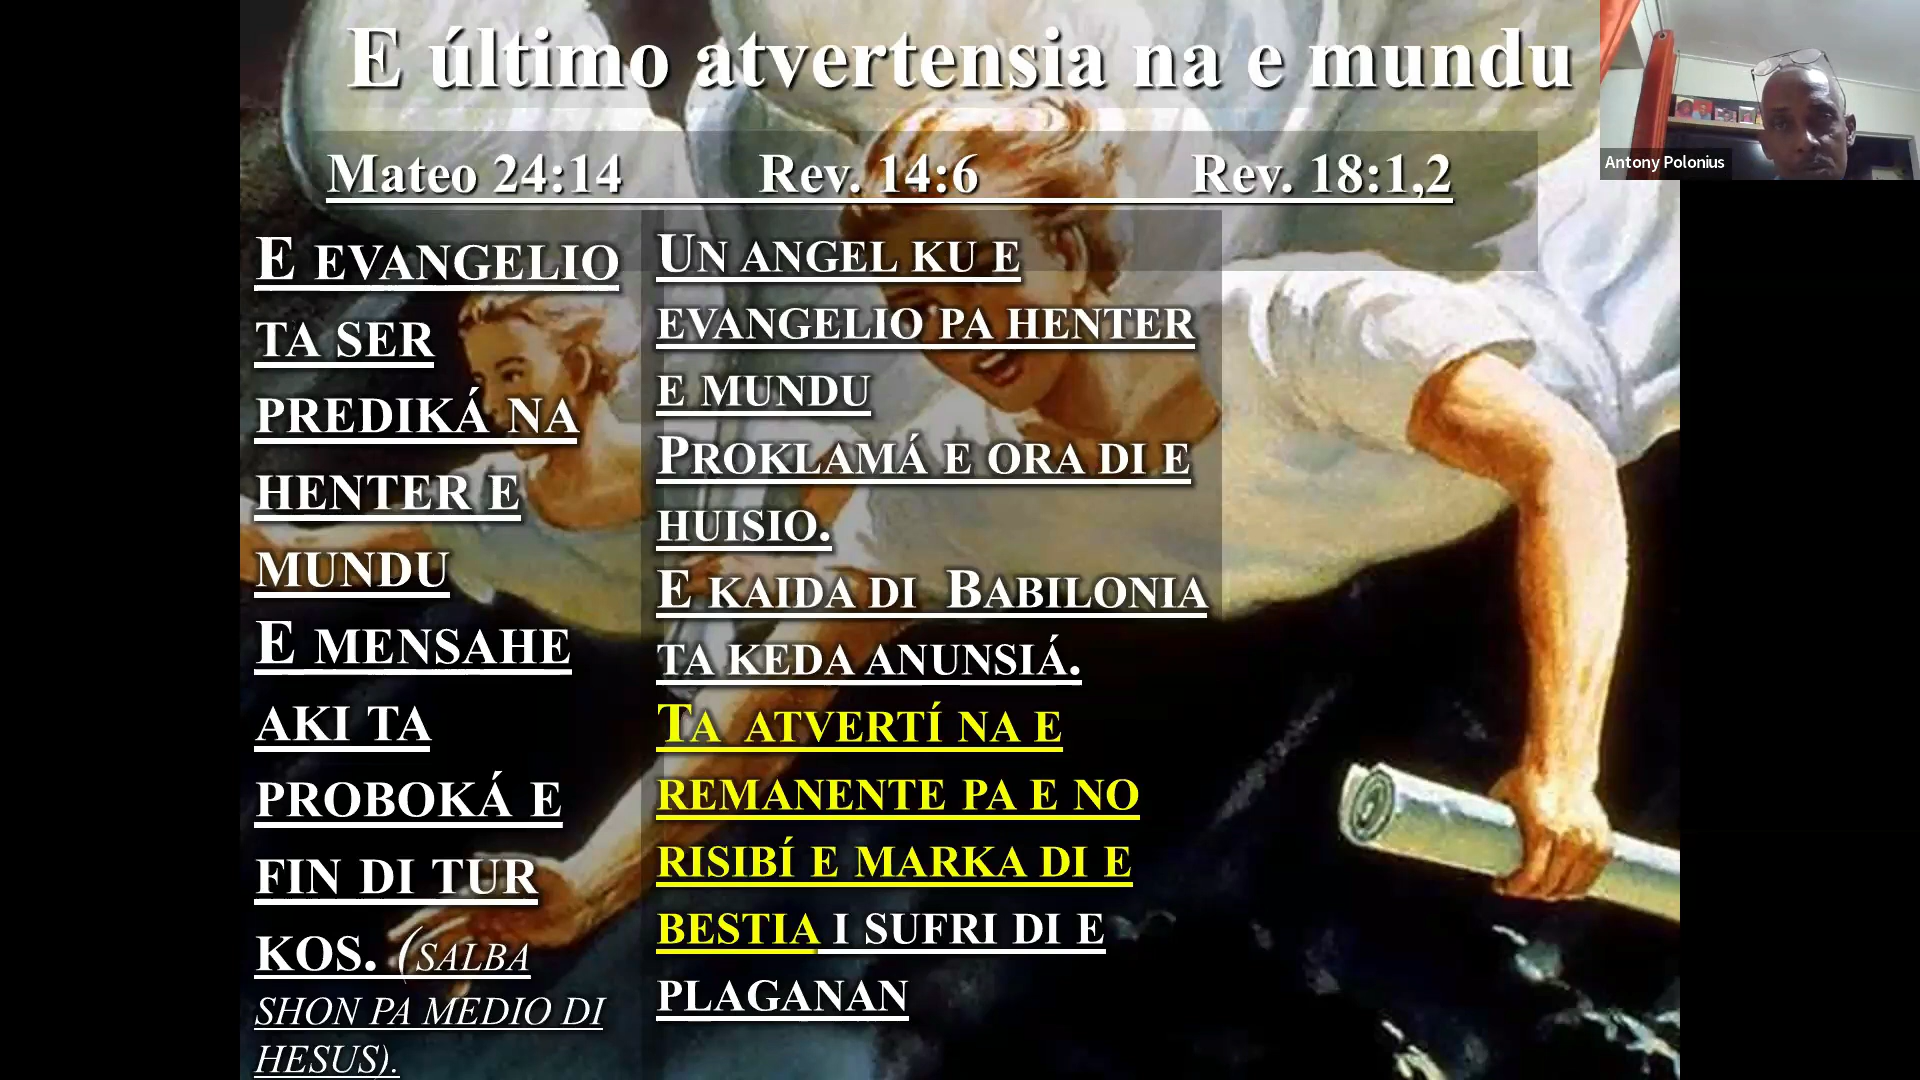 E último atvertensia na e mundu
Antony Polonius
Mateo 24:14 Rev. 14:6 Rev. 18:1,2
E EVANGELIO
TA SER
PREDIKÁ NA
HENTER E
MUNDU
E MENSAHE
AKI TA
PROBOKÁ E
FIN DI TUR
KOS. (SALBA
SHON PA MEDIO DI
HESUS).
UN ANGEL KU E
EVANGELIO PA HENTER
E MUNDU
PROKLAMÁ E ORA DI E
HUISIO.
E KAIDA DI BABILONIA
TA KEDA ANUNSIÁ.
TA ATVERTÍ NA E
REMANENTE PA E NO
RISIBÍ E MARKA DI E
BESTIA I SUFRI DI E
PLAGANAN